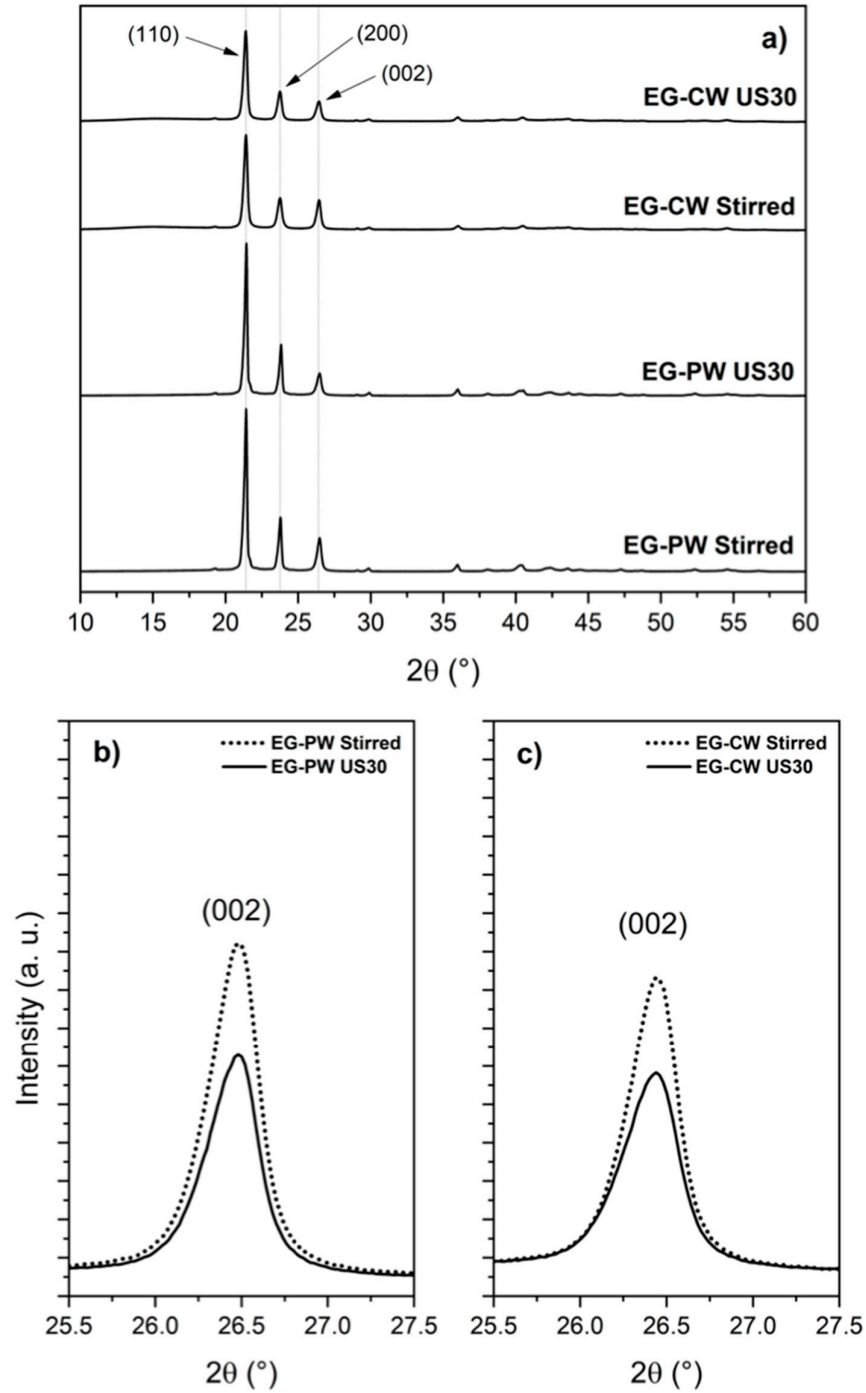 a)
(110)
(200)
(002)
EG-CW US30
EG-CW Stirred
EG-PW US30
EG-PW Stirred
10 15 20 25 30 35 40 45 50 55 60
2θ (°)
b)
EG-PW Stirred
EG-PW US30
(002)
Intensity (a. u.)
25.5 26.0 26.5 27.0 27.5
2θ (°)
c)
EG-CW Stirred
EG-CW US30
(002)
25.5 26.0 26.5 27.0 27.5
2θ (°)